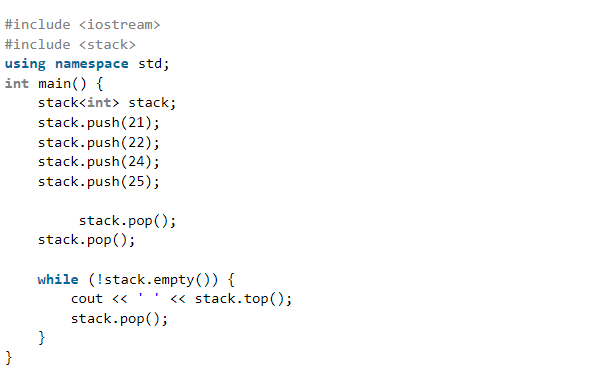 #include <iostream>
#include <stack>
using namespace std;
int main() {
    stack<int> stack;
    stack.push(21);
    stack.push(22);
    stack.push(24);
    stack.push(25);

         stack.pop();
    stack.pop();

    while (!stack.empty()) {
        cout << ' ' << stack.top();
        stack.pop();
    }
}